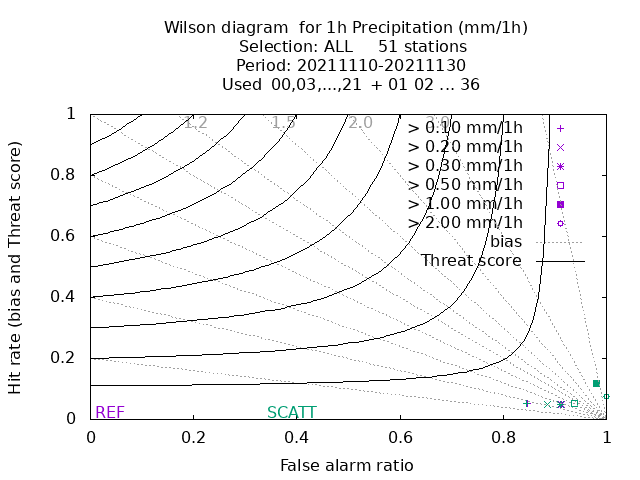 Wilson diagram  for 1h Precipitation (mm/1h)
Selection: ALL     51 stations
Period: 20211110-20211130
Used  00,03,...,21  + 01 02 ... 36
1.2 1.5 2.0 3.0
> 0.10 mm/1h
> 0.20 mm/1h
> 0.30 mm/1h
> 0.50 mm/1h
> 1.00 mm/1h
> 2.00 mm/1h
bias
Threat score
Hit rate (bias and Threat score)
1
0.8
0.6
0.4
0.2
0
REF SCATT
0 0.2 0.4 0.6 0.8 1
False alarm ratio